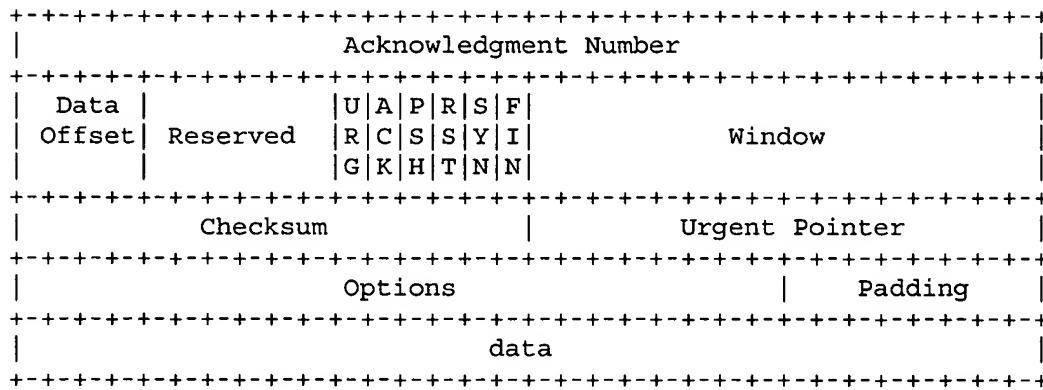 +-+-+-+-+-+-+-+-+-+-+-+-+-+-+-+-+-+-+-+-+-+-+-+-+-+-+-+-+-+-+-+-+
|                    Acknowledgment Number                      |
+-+-+-+-+-+-+-+-+-+-+-+-+-+-+-+-+-+-+-+-+-+-+-+-+-+-+-+-+-+-+-+-+
|  Data |           |U|A|P|R|S|F|                               |
| Offset| Reserved  |R|C|S|S|Y|I|            Window             |
|       |           |G|K|H|T|N|N|                               |
+-+-+-+-+-+-+-+-+-+-+-+-+-+-+-+-+-+-+-+-+-+-+-+-+-+-+-+-+-+-+-+-+
|           Checksum            |         Urgent Pointer        |
+-+-+-+-+-+-+-+-+-+-+-+-+-+-+-+-+-+-+-+-+-+-+-+-+-+-+-+-+-+-+-+-+
|                    Options                    |    Padding    |
+-+-+-+-+-+-+-+-+-+-+-+-+-+-+-+-+-+-+-+-+-+-+-+-+-+-+-+-+-+-+-+-+
|                             data                              |
+-+-+-+-+-+-+-+-+-+-+-+-+-+-+-+-+-+-+-+-+-+-+-+-+-+-+-+-+-+-+-+-+